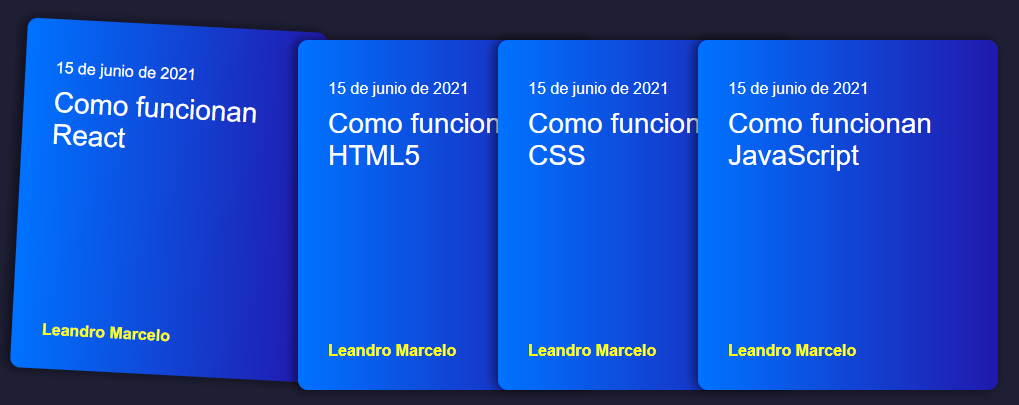 15 de junio de 2021
Como funcionan
React
Leandro Marcelo
15 de junio de 2021
Como funcion
HTML5
Leandro Marcelo
15 de junio de 2021
Como funcion
CSS
Leandro Marcelo
15 de junio de 2021
Como funcionan
JavaScript
Leandro Marcelo